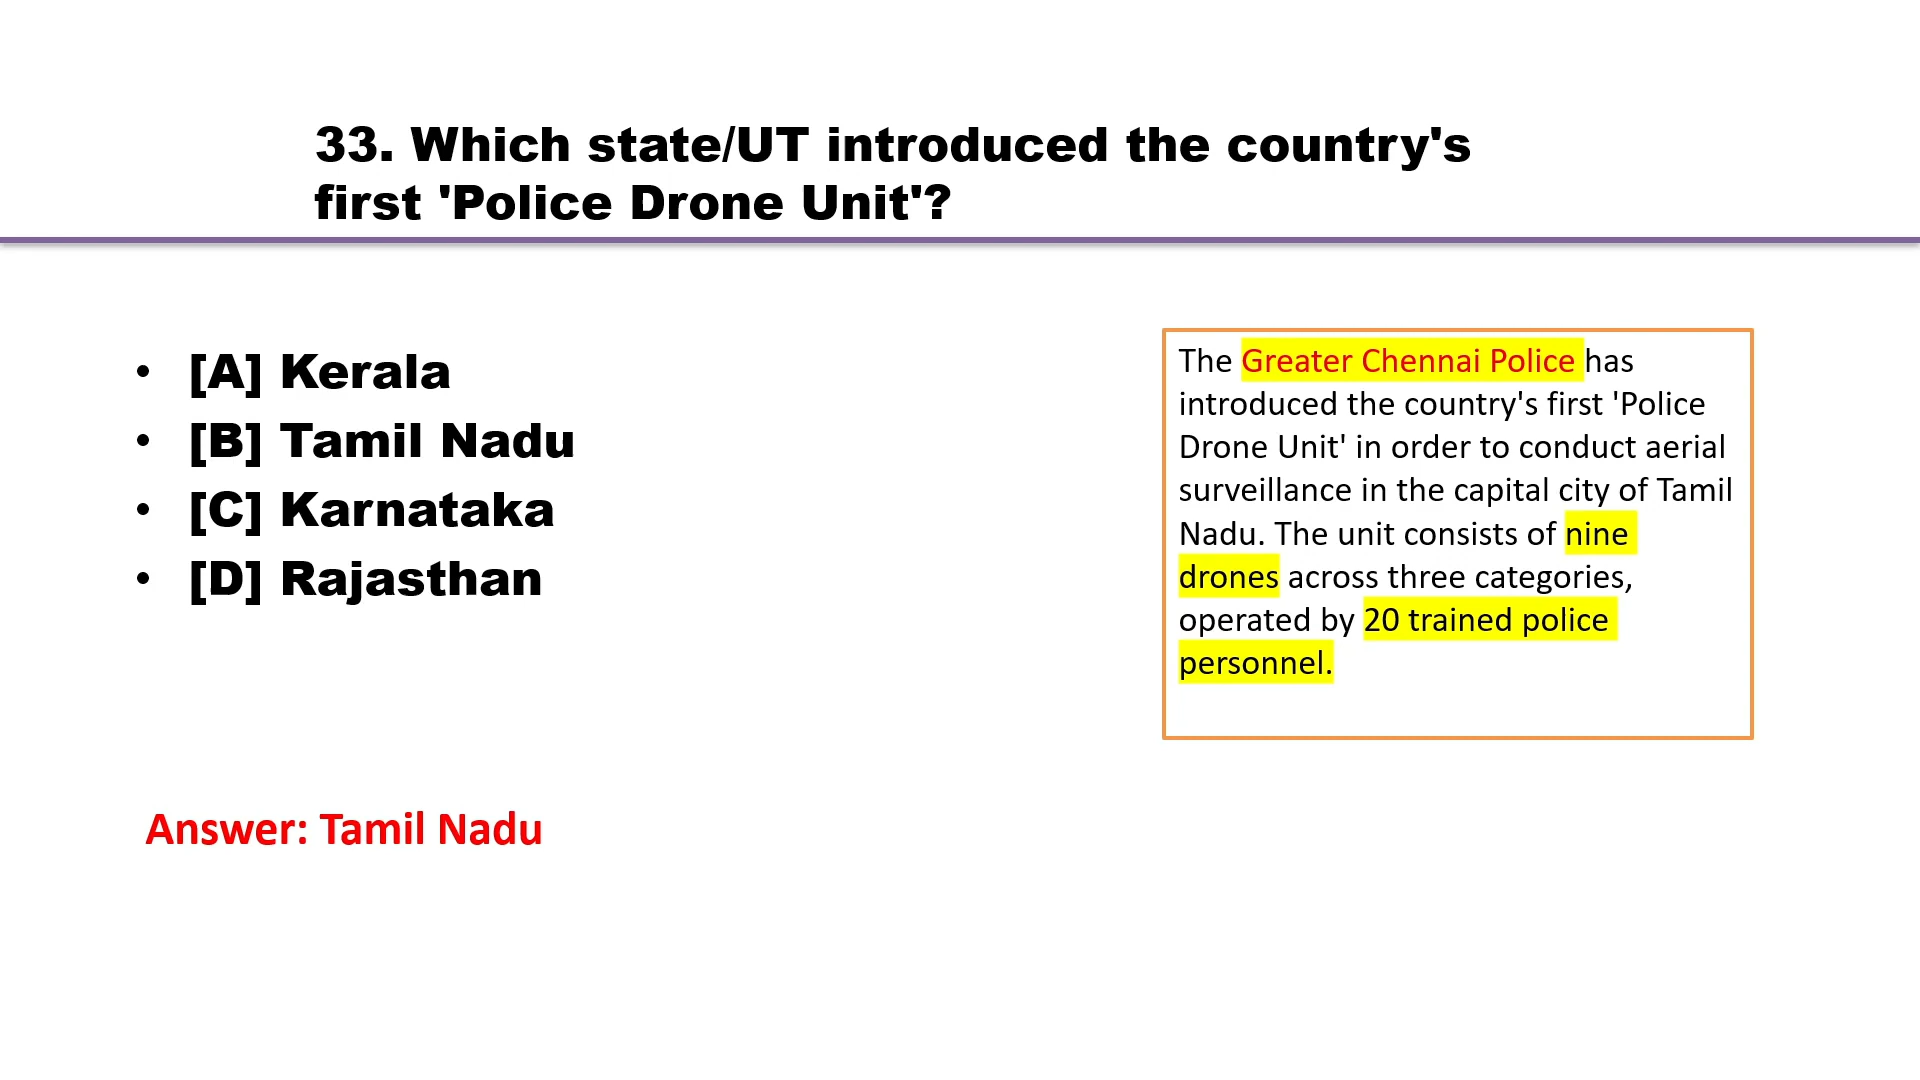 33. Which state/UT introduced the country's
first 'Police Drone Unit'?
• [A] Kerala
• [B] Tamil Nadu
• [C] Karnataka
• [D] Rajasthan
The Greater Chennai Police has
introduced the country's first 'Police
Drone Unit' in order to conduct aerial
surveillance in the capital city of Tamil
Nadu. The unit consists of nine
drones across three categories,
operated by 20 trained police
personnel.
Answer: Tamil Nadu